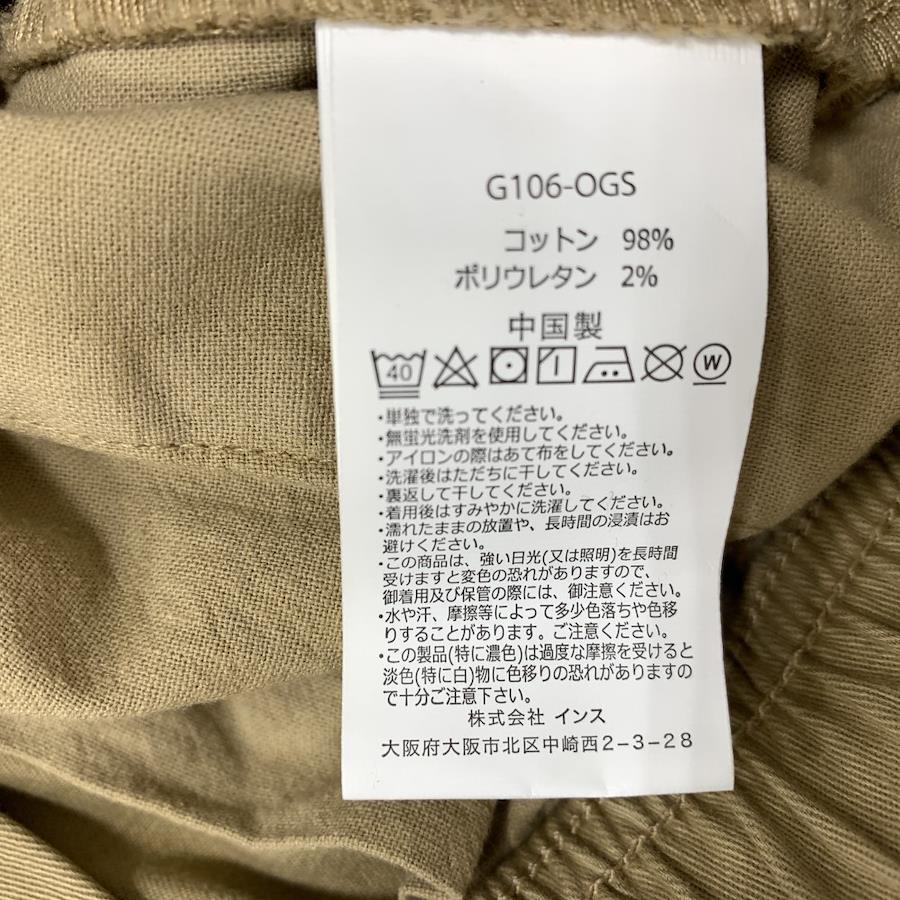 G106-OGS
コットン 98%
ポリウレタン 2%
中国製
40 W
・単独で洗ってください。
・無蛍光洗剤を使用してください。
・アイロンの際はあて布をしてください。
・洗濯後はただちに干してください。
・裏返して干してください。
・着用後はすみやかに洗濯してください。
・濡れたままの放置や、長時間の浸漬はお
避けください。
・この商品は、強い日光(又は照明)を長時間
受けますと変色の恐れがありますので、
御着用及び保管の際には、御注意ください。
・水や汗、摩擦等によって多少色落ちや色移
りすることがあります。ご注意ください。
・この製品(特に濃色)は過度な摩擦を受けると
淡色(特に白)物に色移りの恐れがあります
ので十分ご注意下さい。
株式会社 インス
大阪府大阪市北区中崎西2-3-28